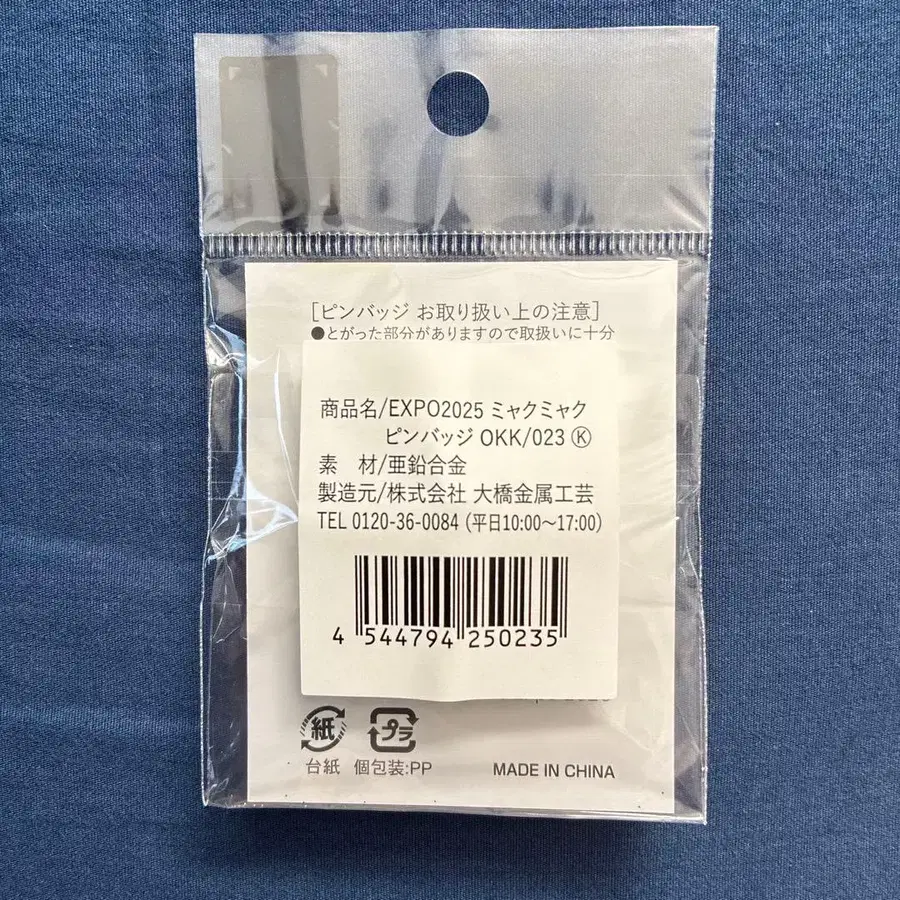 [ピンバッジ お取り扱い上の注意]
●とがった部分がありますので取扱いに十分
商品名/EXPO2025 ミャクミャク
ピンバッジ OKK/023 Ⓚ
素　材/亜鉛合金
製造元/株式会社 大橋金属工芸
TEL 0120-36-0084 (平日10:00～17:00)
4 544794 250235
紙 プラ
台紙 個包装:PP MADE IN CHINA